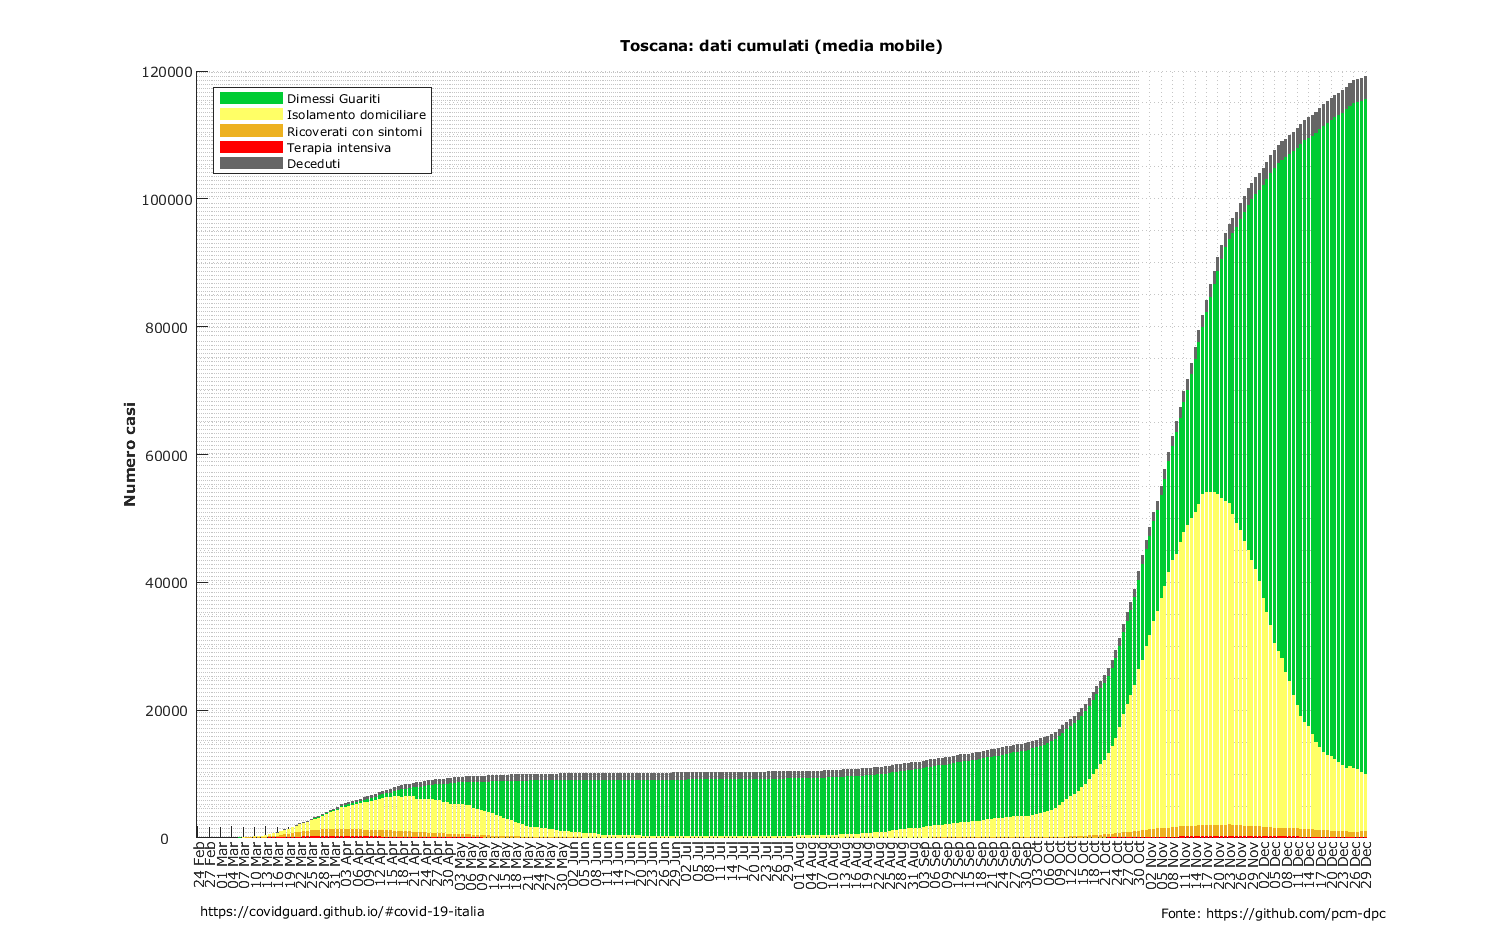 Toscana: dati cumulati (media mobile)
120000
100000
80000
60000
40000
20000
0
Numero casi
Dimessi Guariti
Isolamento domiciliare
Ricoverati con sintomi
Terapia intensiva
Deceduti
24 Feb
27 Feb
01 Mar
04 Mar
07 Mar
10 Mar
13 Mar
16 Mar
19 Mar
22 Mar
25 Mar
28 Mar
31 Mar
03 Apr
06 Apr
09 Apr
12 Apr
15 Apr
18 Apr
21 Apr
24 Apr
27 Apr
30 Apr
03 May
06 May
09 May
12 May
15 May
18 May
21 May
24 May
27 May
30 May
02 Jun
05 Jun
08 Jun
11 Jun
14 Jun
17 Jun
20 Jun
23 Jun
26 Jun
29 Jun
02 Jul
05 Jul
08 Jul
11 Jul
14 Jul
17 Jul
20 Jul
23 Jul
26 Jul
29 Jul
01 Aug
04 Aug
07 Aug
10 Aug
13 Aug
16 Aug
19 Aug
22 Aug
25 Aug
28 Aug
31 Aug
03 Sep
06 Sep
09 Sep
12 Sep
15 Sep
18 Sep
21 Sep
24 Sep
27 Sep
30 Sep
03 Oct
06 Oct
09 Oct
12 Oct
15 Oct
18 Oct
21 Oct
24 Oct
27 Oct
30 Oct
02 Nov
05 Nov
08 Nov
11 Nov
14 Nov
17 Nov
20 Nov
23 Nov
26 Nov
29 Nov
02 Dec
05 Dec
08 Dec
11 Dec
14 Dec
17 Dec
20 Dec
23 Dec
26 Dec
29 Dec
https://covidguard.github.io/#covid-19-italia
Fonte: https://github.com/pcm-dpc